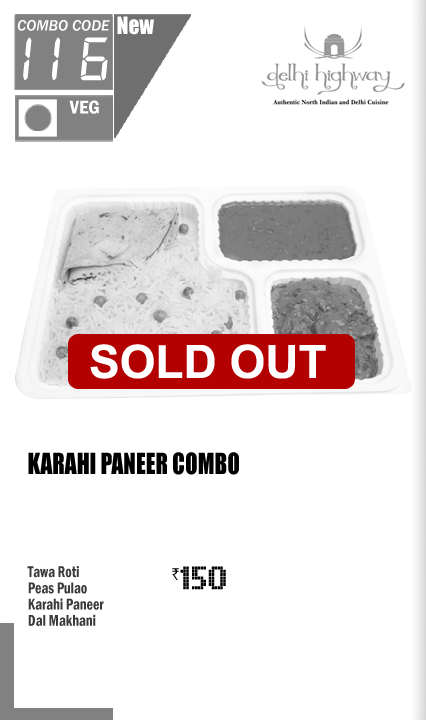 COMBO CODE
New
116
VEG
delhi highway
Authentic North Indian and Delhi Cuisine
SOLD OUT
KARAHI PANEER COMBO
Tawa Roti
₹150
Peas Pulao
Karahi Paneer
Dal Makhani